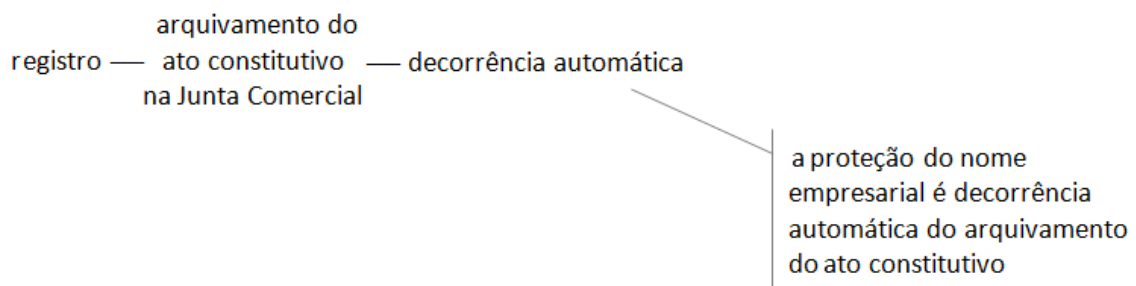 arquivamento do
registro — ato constitutivo — decorrência automática
na Junta Comercial
a proteção do nome
empresarial é decorrência
automática do arquivamento
do ato constitutivo